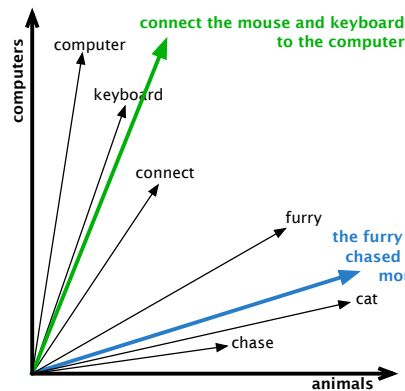 connect the mouse and keyboard
to the computer
computer
keyboard
connect
furry
the furry
chased
cat
chase
computers
animals